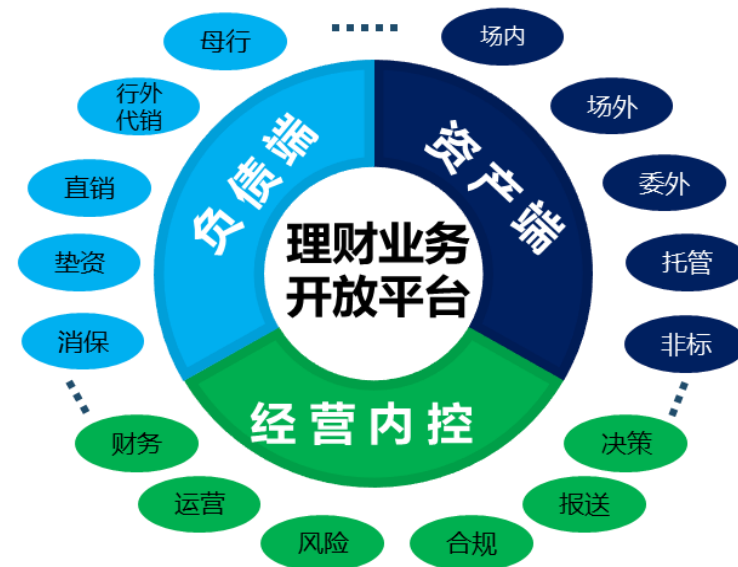 母行
场内
行外
代销
场外
负债端
资产端
直销
委外
理财业务
开放平台
垫资
托管
消保
非标
经营内控
财务
决策
运营
报送
风险
合规